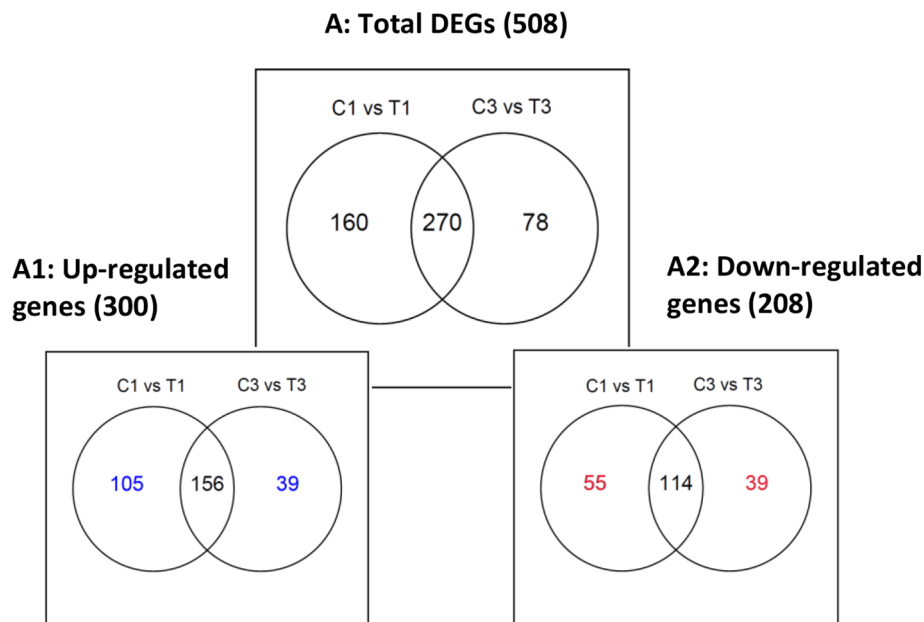 A: Total DEGs (508)
C1 vs T1
C3 vs T3
160
270
78
A1: Up-regulated
genes (300)
A2: Down-regulated
genes (208)
C1 vs T1
C3 vs T3
105
156
39
C1 vs T1
C3 vs T3
55
114
39